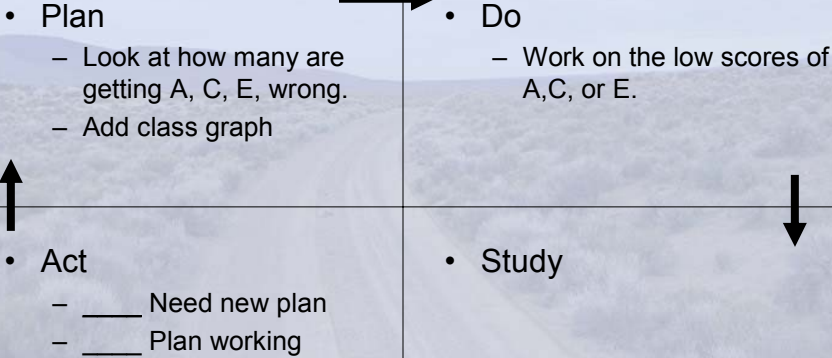 • Plan
– Look at how many are
getting A, C, E, wrong.
– Add class graph
• Do
– Work on the low scores of
A,C, or E.
• Act
– ____ Need new plan
– ____ Plan working
• Study